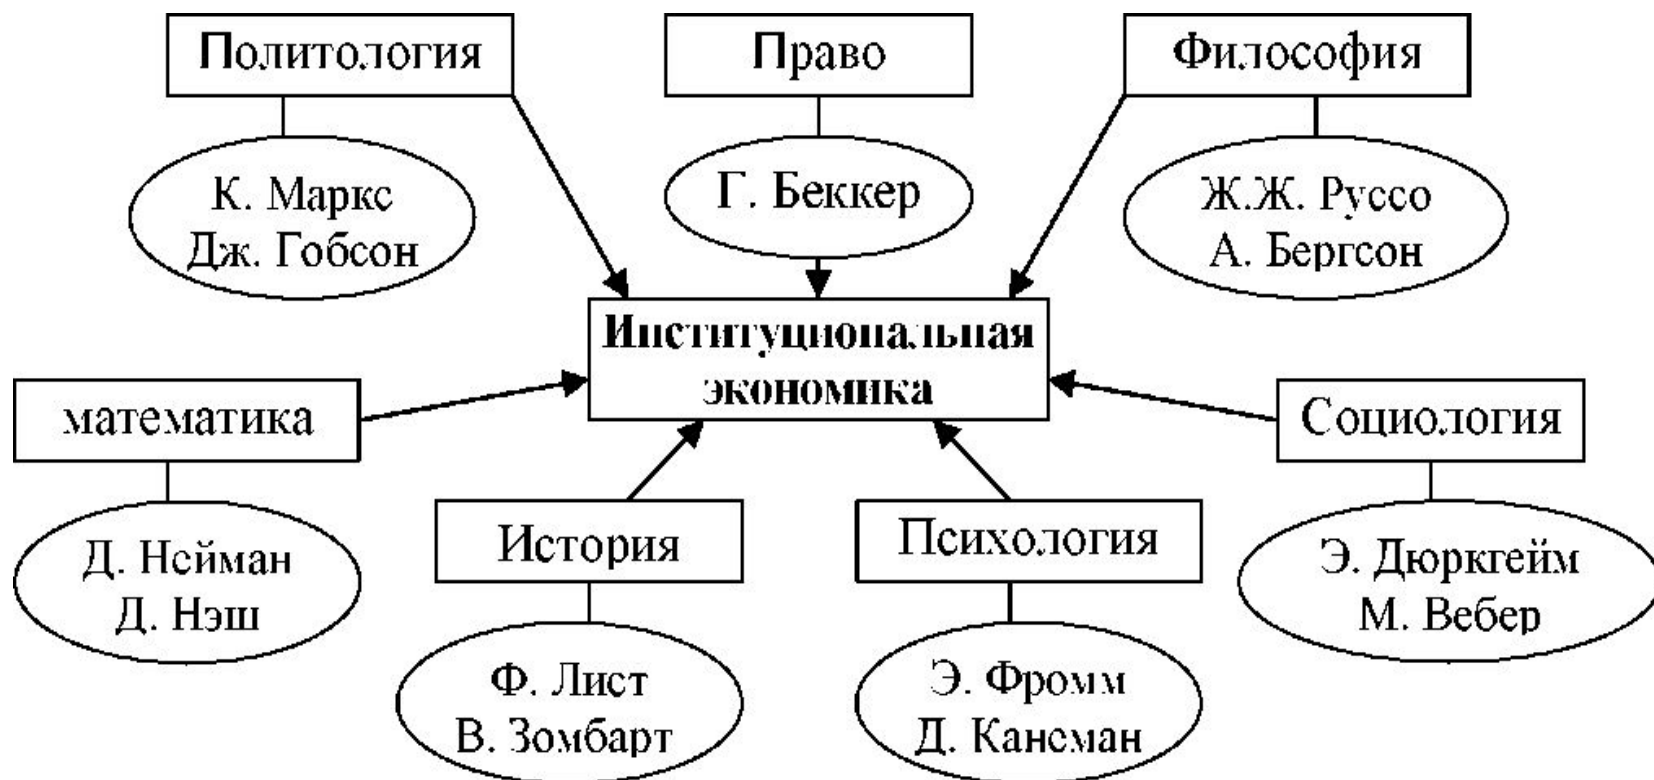 Политология
Право
Философия
К. Маркс
Дж. Гобсон
Г. Беккер
Ж.Ж. Руссо
А. Бергсон
Институциональная
экономика
математика
Социология
Д. Нейман
Д. Нэш
История
Психология
Э. Дюркгейм
М. Вебер
Ф. Лист
В. Зомбарт
Э. Фромм
Д. Канеман